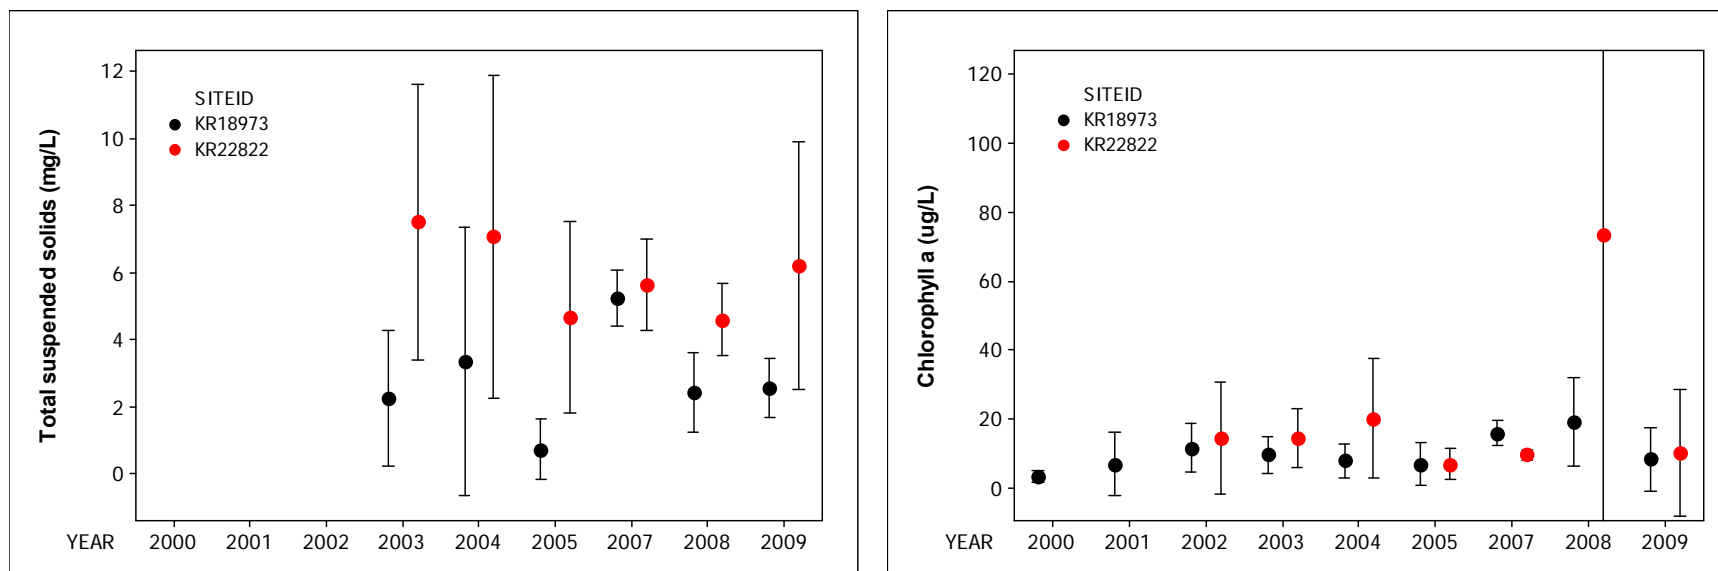 Total suspended solids (mg/L)
12
10
8
6
4
2
0
SITEID
KR18973
KR22822
YEAR 2000 2001 2002 2003 2004 2005 2007 2008 2009
Chlorophyll a (ug/L)
120
100
80
60
40
20
0
SITEID
KR18973
KR22822
YEAR 2000 2001 2002 2003 2004 2005 2007 2008 2009